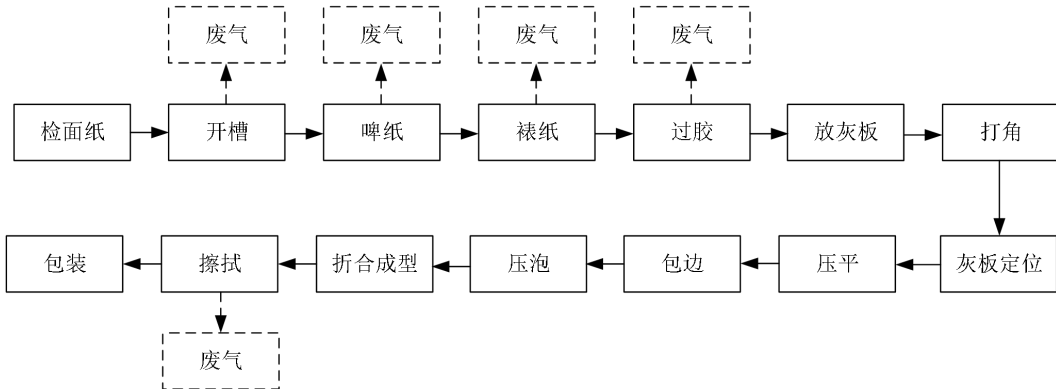 废气 废气 废气 废气
检面纸 开槽 啤纸 裱纸 过胶 放灰板 打角
包装 擦拭 折合成型 压泡 包边 压平 灰板定位
废气